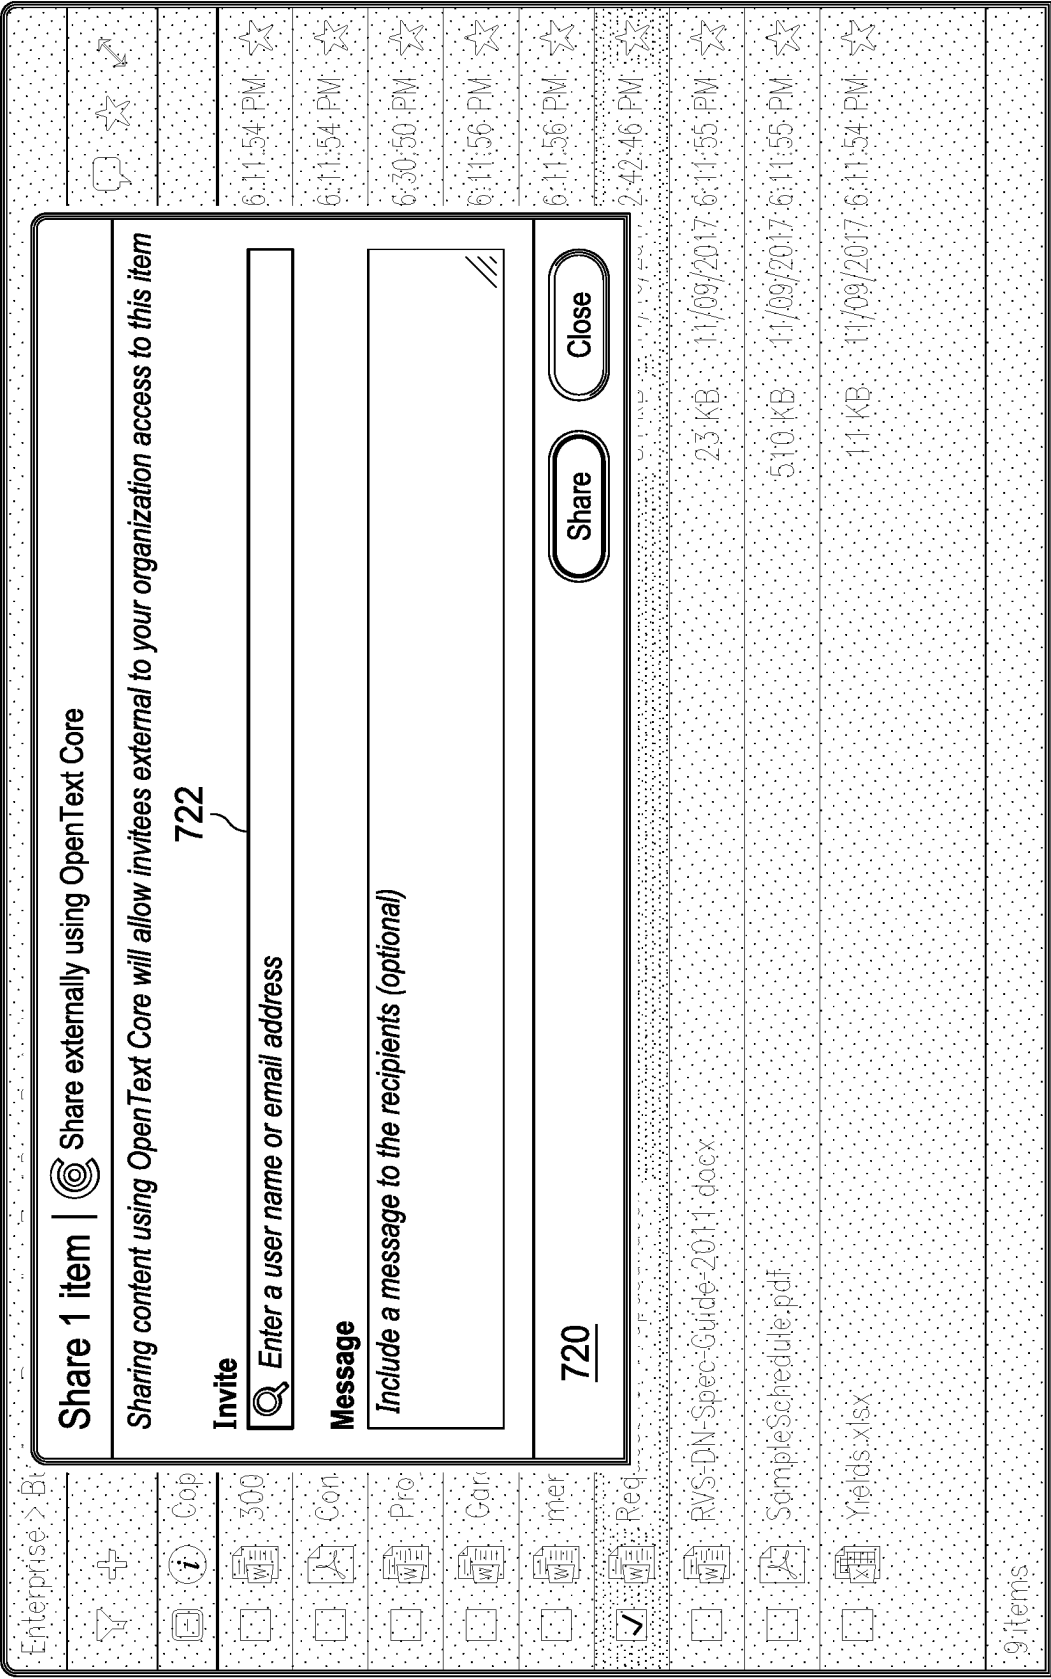 Enterprise > Bu
Share 1 item | Share externally using OpenText Core
Sharing content using OpenText Core will allow invitees external to your organization access to this item
722
Invite
Enter a user name or email address
Message
Include a message to the recipients (optional)
720
Share
Close
Cop
300
6:11:54 PM
Con
6:11:54 PM
Pro
6:30:50 PM
Gar
6:11:56 PM
mer
6:11:56 PM
Req
2:42:46 PM
RVS-DN-Spec-Guide-2011.docx 23 KB 11/09/2017 6:11:55 PM
SampleSchedule.pdf 510 KB 11/09/2017 6:11:55 PM
Yields.xlsx 11 KB 11/09/2017 6:11:54 PM
9 items